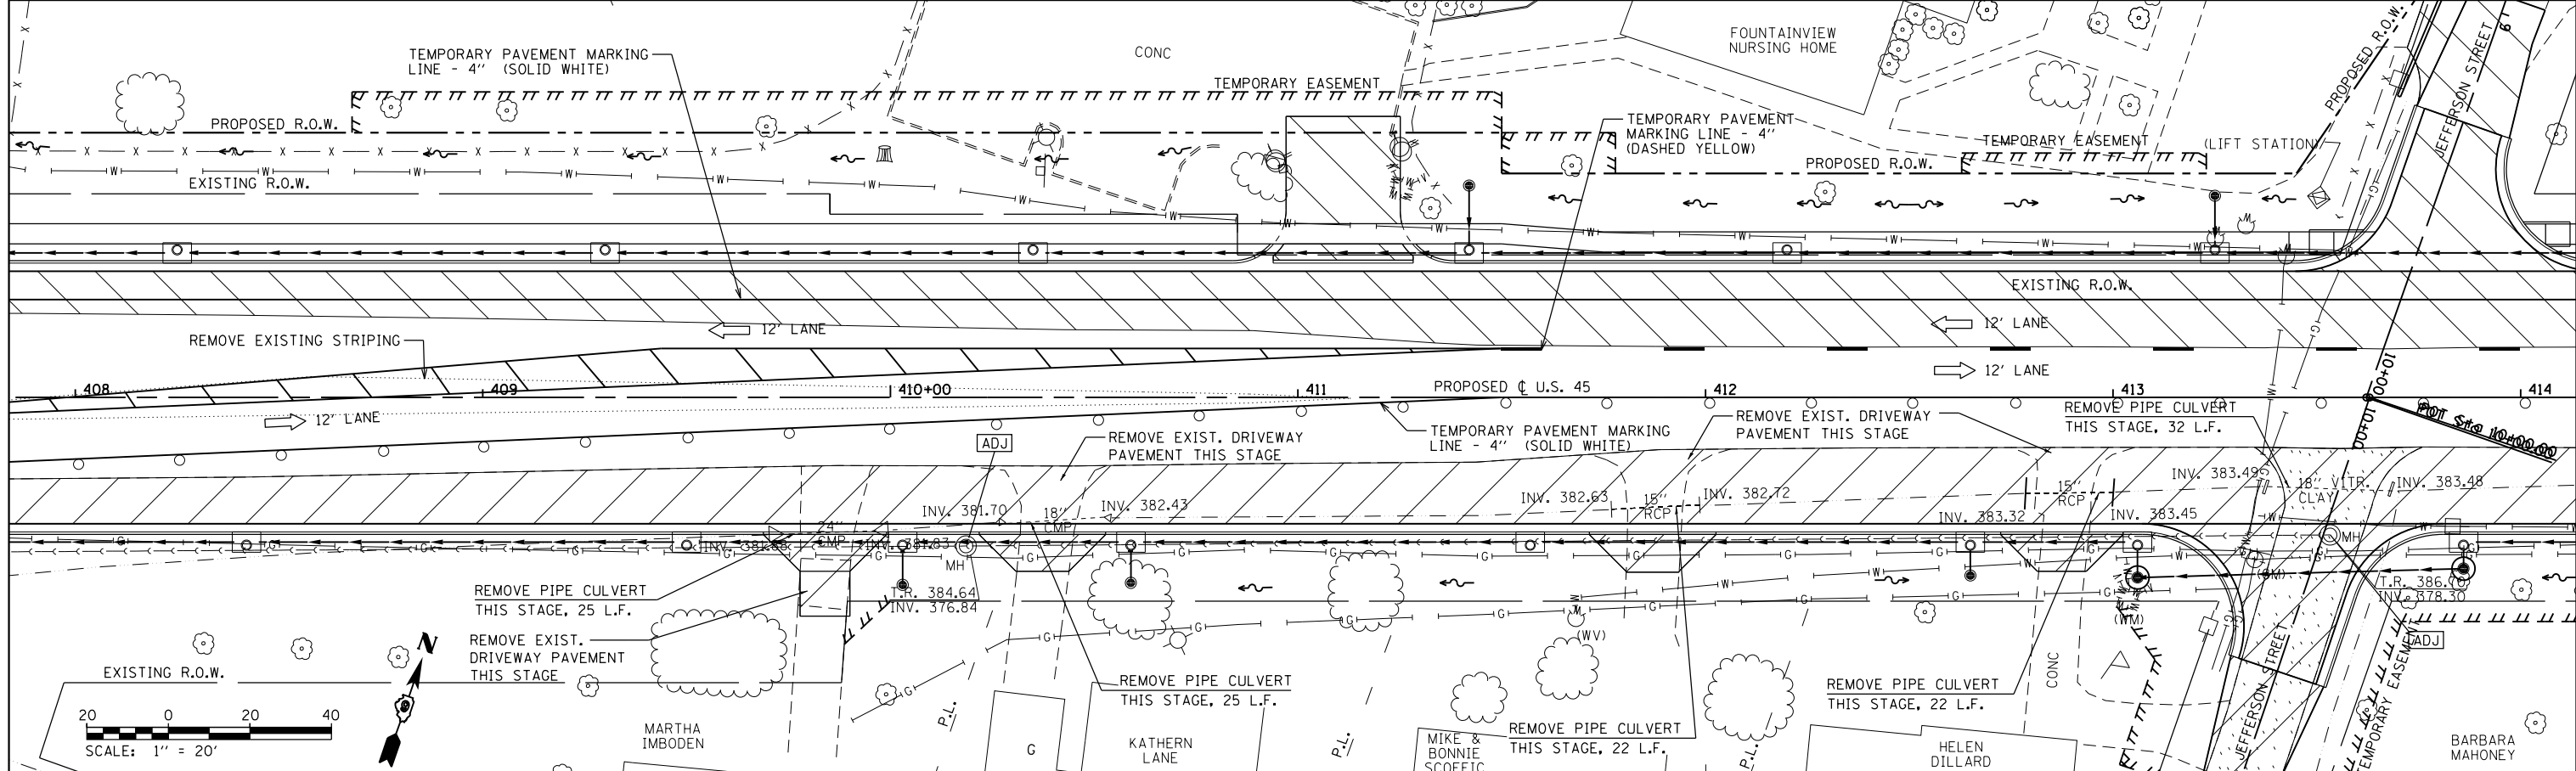 TEMPORARY PAVEMENT MARKING
LINE - 4" (SOLID WHITE)
CONC
FOUNTAINVIEW
NURSING HOME
TEMPORARY EASEMENT
PROPOSED R.O.W.
JEFFERSON STREET
PROPOSED R.O.W.
TEMPORARY PAVEMENT
MARKING LINE - 4"
(DASHED YELLOW)
TEMPORARY EASEMENT
(LIFT STATION)
PROPOSED R.O.W.
EXISTING R.O.W.
EXISTING R.O.W.
12' LANE
12' LANE
REMOVE EXISTING STRIPING
12' LANE
12' LANE
408
409
410+00
411
PROPOSED ℄ U.S. 45
412
413
414
10+00
10+00
REMOVE EXIST. DRIVEWAY
PAVEMENT THIS STAGE
REMOVE PIPE CULVERT
THIS STAGE, 32 L.F.
TEMPORARY PAVEMENT MARKING
LINE - 4" (SOLID WHITE)
ADJ
REMOVE EXIST. DRIVEWAY
PAVEMENT THIS STAGE
INV. 381.70
18"
CMP
INV. 382.43
INV. 382.63
15"
RCP
INV. 382.72
INV. 383.32
15"
RCP
INV. 383.45
INV. 383.49
18" VITR.
CLAY
INV. 383.48
24"
CMP
MH
MH
T.R. 384.64
INV. 376.84
INV. 378.30
REMOVE PIPE CULVERT
THIS STAGE, 25 L.F.
REMOVE EXIST.
DRIVEWAY PAVEMENT
THIS STAGE
(WV)
(WM)
ADJ
N
EXISTING R.O.W.
REMOVE PIPE CULVERT
THIS STAGE, 25 L.F.
REMOVE PIPE CULVERT
THIS STAGE, 22 L.F.
REMOVE PIPE CULVERT
THIS STAGE, 22 L.F.
CONC
JEFFERSON STREET
TEMPORARY EASEMENT
20 0 20 40
SCALE: 1" = 20'
MARTHA
IMBODEN
P.L.
G
KATHERN
LANE
P.L.
MIKE &
BONNIE
SCOFFIC
P.L.
HELEN
DILLARD
BARBARA
MAHONEY